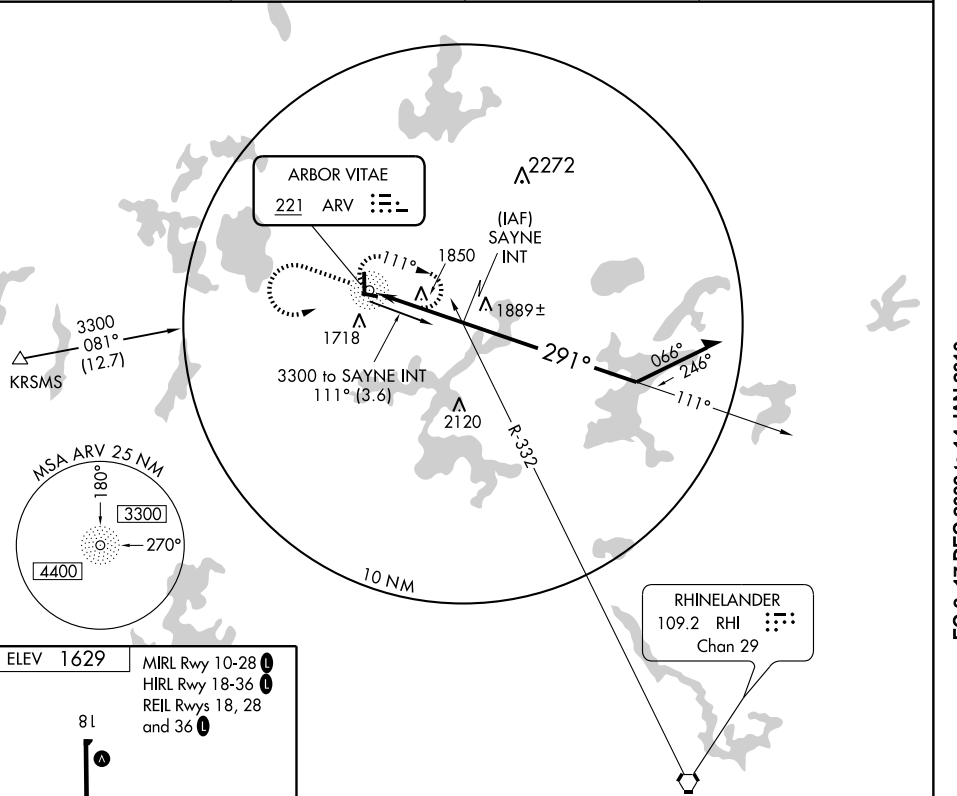 ARBOR VITAE
221 ARV
2272
(IAF)
SAYNE
INT
111°
1850
1889±
1718
3300
081°
(12.7)
KRSMS
3300 to SAYNE INT
111° (3.6)
291°
066°
246°
111°
2120
R-332
MSA ARV 25 NM
180°
3300
270°
4400
10 NM
RHINELANDER
109.2 RHI
Chan 29
ELEV 1629
MIRL Rwy 10-28 L
HIRL Rwy 18-36 L
REIL Rwys 18, 28
and 36 L
18
A